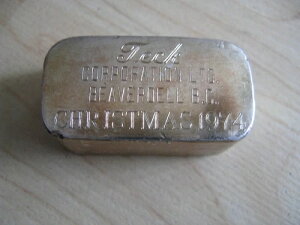 Teck
CORPORATION LTD.
BEAVERDELL B.C.
CHRISTMAS 1974